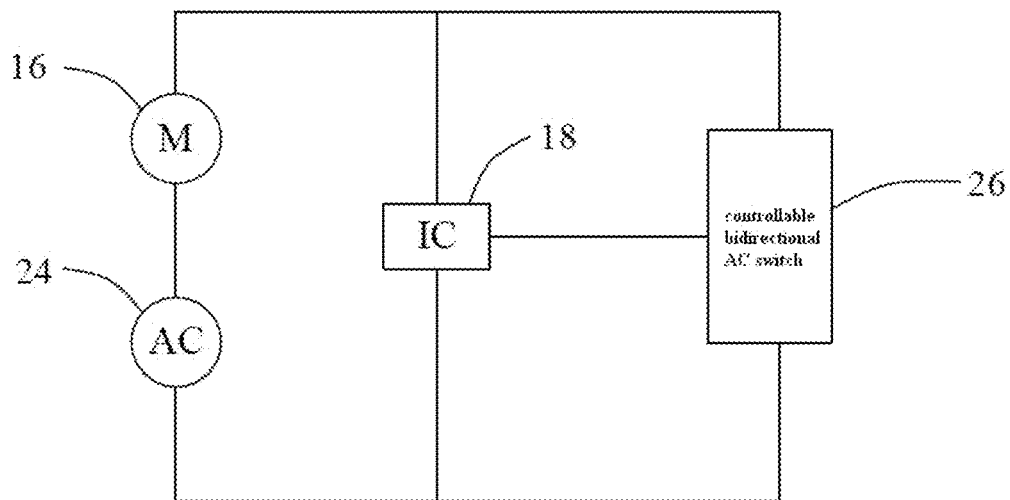 16
M
18
IC
26
controllable
bidirectional
AC switch
24
AC